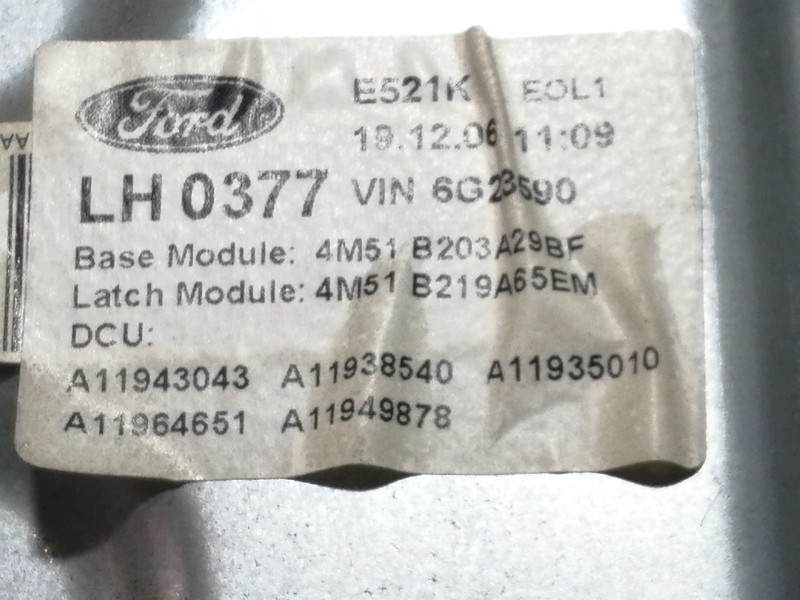 Ford E521K EOL1
19.12.06 11:09
LH 0377 VIN 6G23590
Base Module: 4M51 B203A29BF
Latch Module: 4M51 B219A65EM
DCU:
A11943043 A11938540 A11935010
A11964651 A11949878
AA